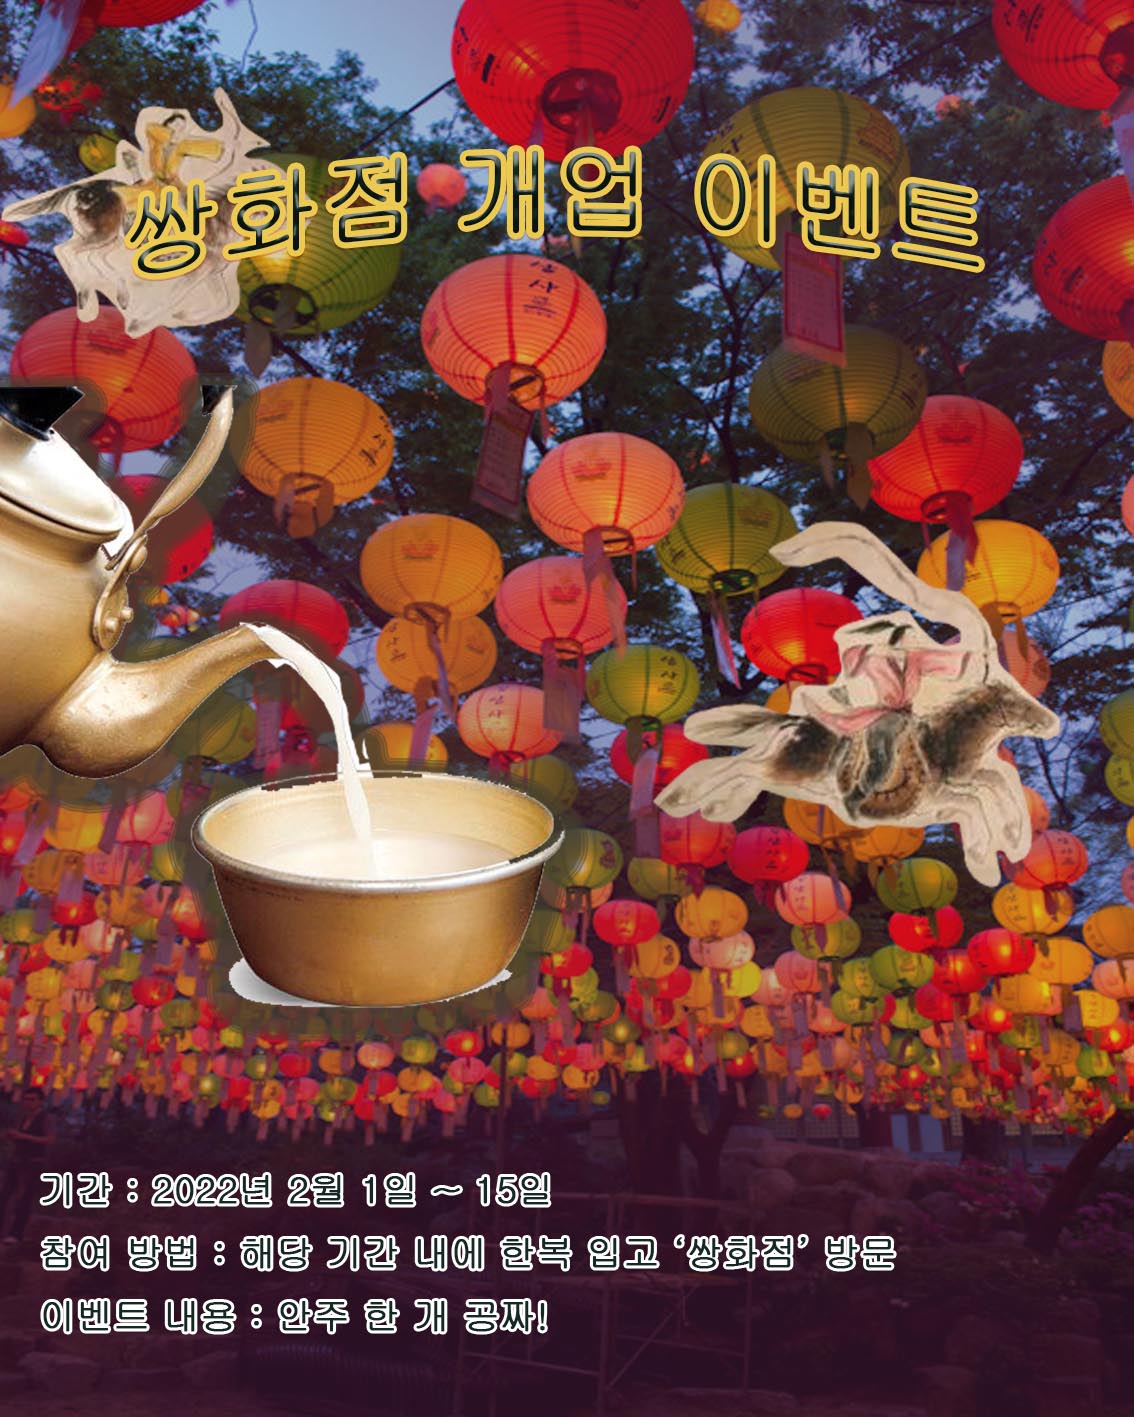 쌍화점 개업 이벤트
삼사
기간 : 2022년 2월 1일 ~ 15일
참여 방법 : 해당 기간 내에 한복 입고 ‘쌍화점’ 방문
이벤트 내용 : 안주 한 개 공짜!